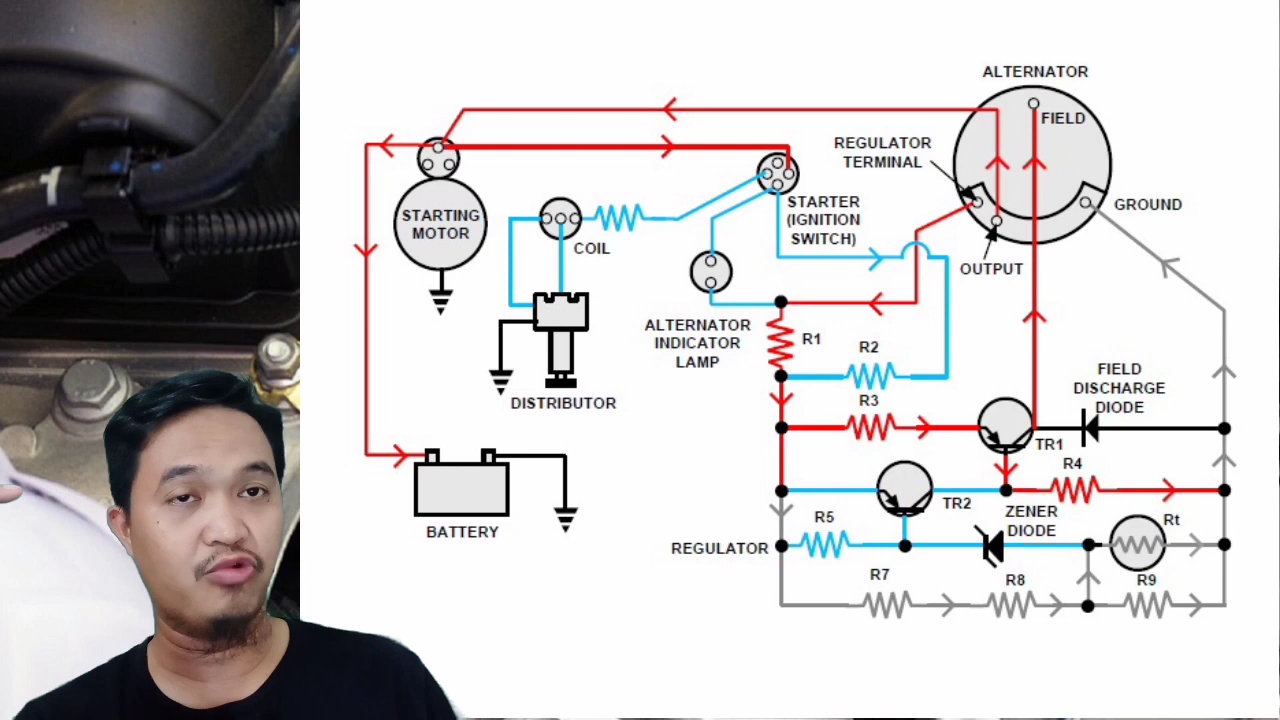 ALTERNATOR
FIELD
REGULATOR
TERMINAL
STARTING
MOTOR
COIL
STARTER
(IGNITION
SWITCH)
GROUND
OUTPUT
ALTERNATOR
INDICATOR
LAMP
R1
R2
DISTRIBUTOR
FIELD
DISCHARGE
DIODE
R3
TR1
R4
BATTERY
TR2
ZENER
DIODE
R5
Rt
REGULATOR
R7
R8
R9